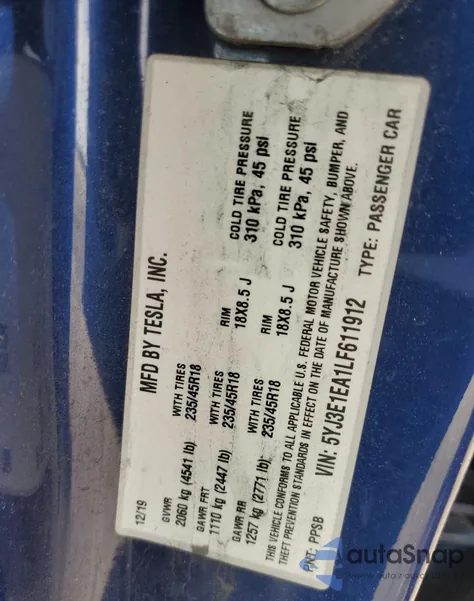 MFD BY TESLA, INC.
12/19
GVWR WITH TIRES RIM COLD TIRE PRESSURE
2060 kg (4541 lb) 235/45R18 18X8.5 J 310 kPa, 45 psi
GAWR FRT WITH TIRES
1110 kg (2447 lb) 235/45R18
GAWR RR WITH TIRES RIM COLD TIRE PRESSURE
1257 kg (2771 lb) 235/45R18 18X8.5 J 310 kPa, 45 psi
THIS VEHICLE CONFORMS TO ALL APPLICABLE U.S. FEDERAL MOTOR VEHICLE SAFETY, BUMPER, AND
THEFT PREVENTION STANDARDS IN EFFECT ON THE DATE OF MANUFACTURE SHOWN ABOVE.
VIN: 5YJ3E1EA1LF611912 TYPE: PASSENGER CAR
PNT: PPSB
autoSnap